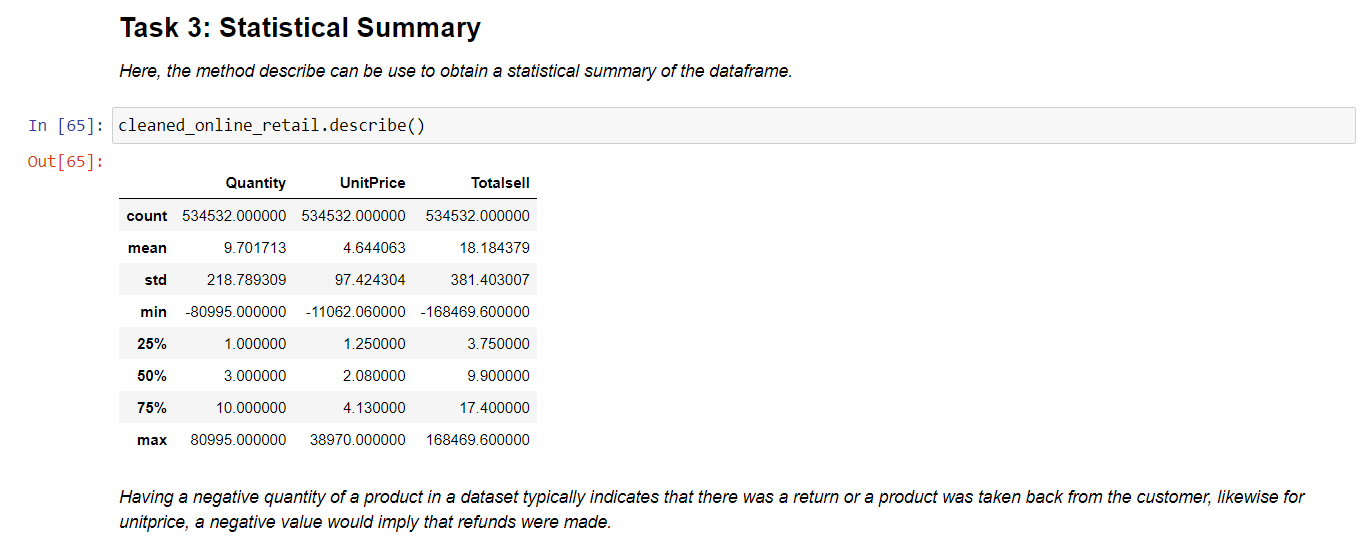 Task 3: Statistical Summary
Here, the method describe can be use to obtain a statistical summary of the dataframe.
In [65]: cleaned_online_retail.describe()
Out[65]:
Quantity UnitPrice Totalsell
count 534532.000000 534532.000000 534532.000000
mean 9.701713 4.644063 18.184379
std 218.789309 97.424304 381.403007
min -80995.000000 -11062.060000 -168469.600000
25% 1.000000 1.250000 3.750000
50% 3.000000 2.080000 9.900000
75% 10.000000 4.130000 17.400000
max 80995.000000 38970.000000 168469.600000
Having a negative quantity of a product in a dataset typically indicates that there was a return or a product was taken back from the customer, likewise for
unitprice, a negative value would imply that refunds were made.